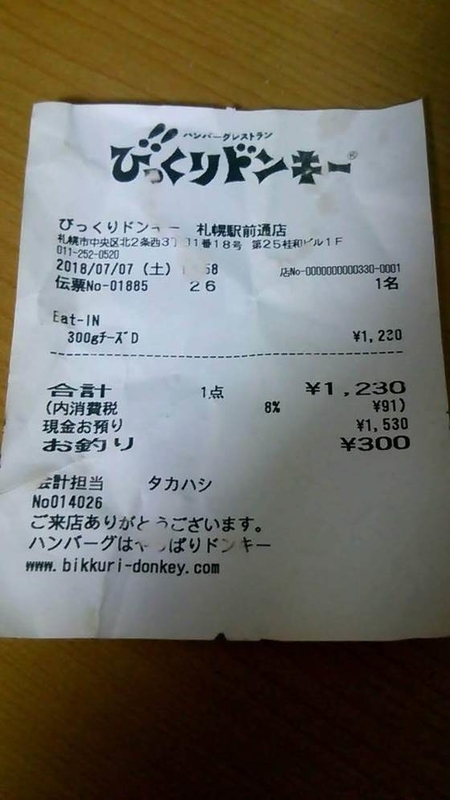 ハンバーグレストラン
びっくりドンキー®
びっくりドンキー 札幌駅前通店
札幌市中央区北2条西3丁 1番18号 第25桂和ビル1F
011-252-0520
2018/07/07 (土) 58 店No-0000000000330-0001
伝票No-01885 26 1名
Eat-IN
300gチーズD ¥1,230
合計 1点 ¥1,230
(内消費税 8% ¥91)
現金お預り ¥1,530
お釣り ¥300
会計担当 タカハシ
No014026
ご来店ありがとうございます。
ハンバーグはやっぱりドンキー
www.bikkuri-donkey.com